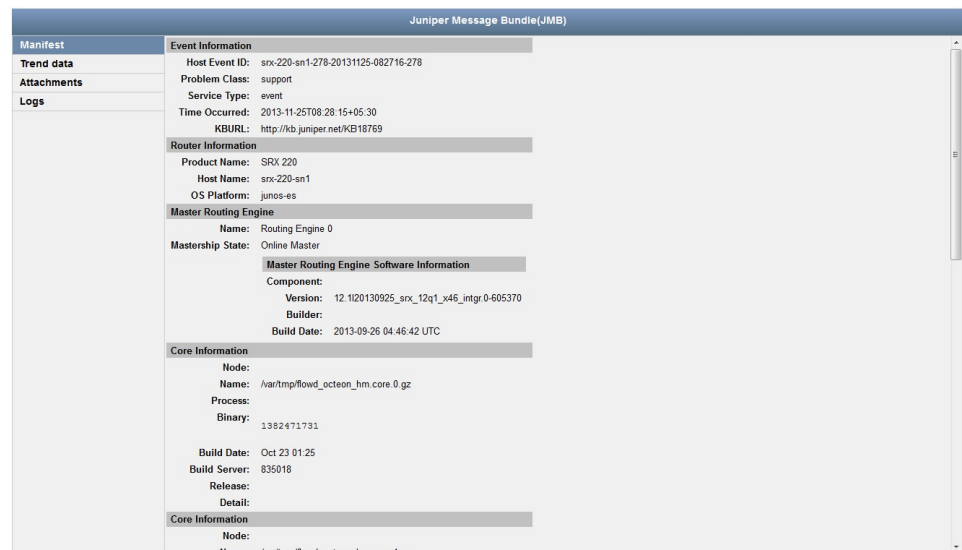 Juniper Message Bundle(JMB)
Manifest
Trend data
Attachments
Logs
Event Information
Host Event ID: srx-220-sn1-278-20131125-082716-278
Problem Class: support
Service Type: event
Time Occurred: 2013-11-25T08:28:15+05:30
KBURL: http://kb.juniper.net/KB18769
Router Information
Product Name: SRX 220
Host Name: srx-220-sn1
OS Platform: junos-es
Master Routing Engine
Name: Routing Engine 0
Mastership State: Online Master
Master Routing Engine Software Information
Component:
Version: 12.1I20130925_srx_12q1_x46_intgr.0-605370
Builder:
Build Date: 2013-09-26 04:46:42 UTC
Core Information
Node:
Name: /var/tmp/flowd_octeon_hm.core.0.gz
Process:
Binary:
1382471731
Build Date: Oct 23 01:25
Build Server: 835018
Release:
Detail:
Core Information
Node: